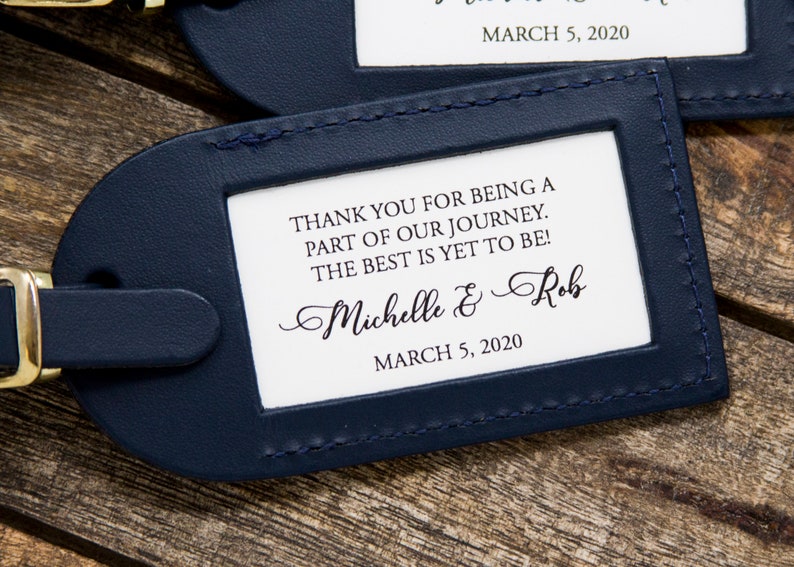 MARCH 5, 2020
THANK YOU FOR BEING A
PART OF OUR JOURNEY.
THE BEST IS YET TO BE!
Michelle & Rob
MARCH 5, 2020